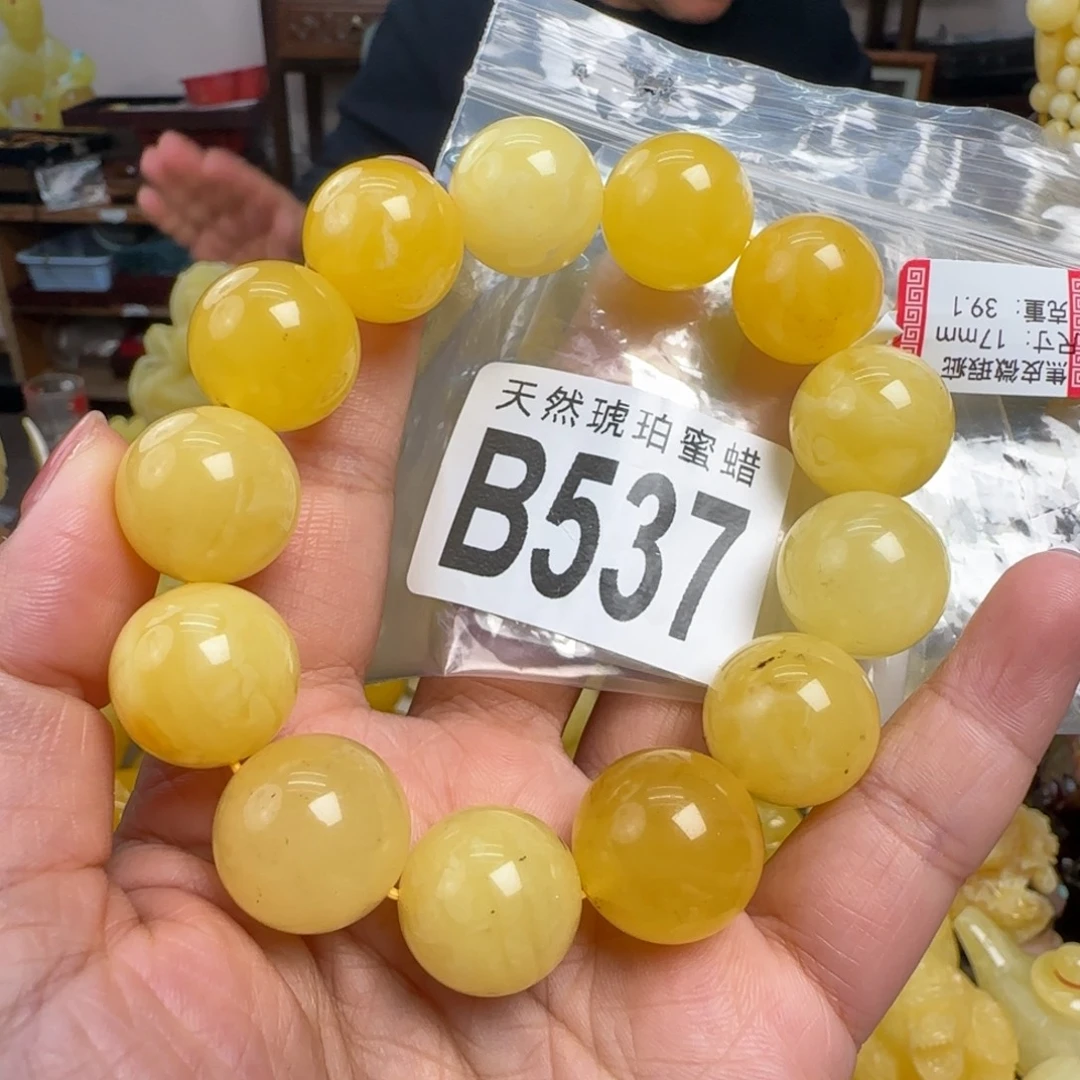 天然琥珀蜜蜡
B537
焦皮微瑕疵
尺寸：17mm
克重：39.1